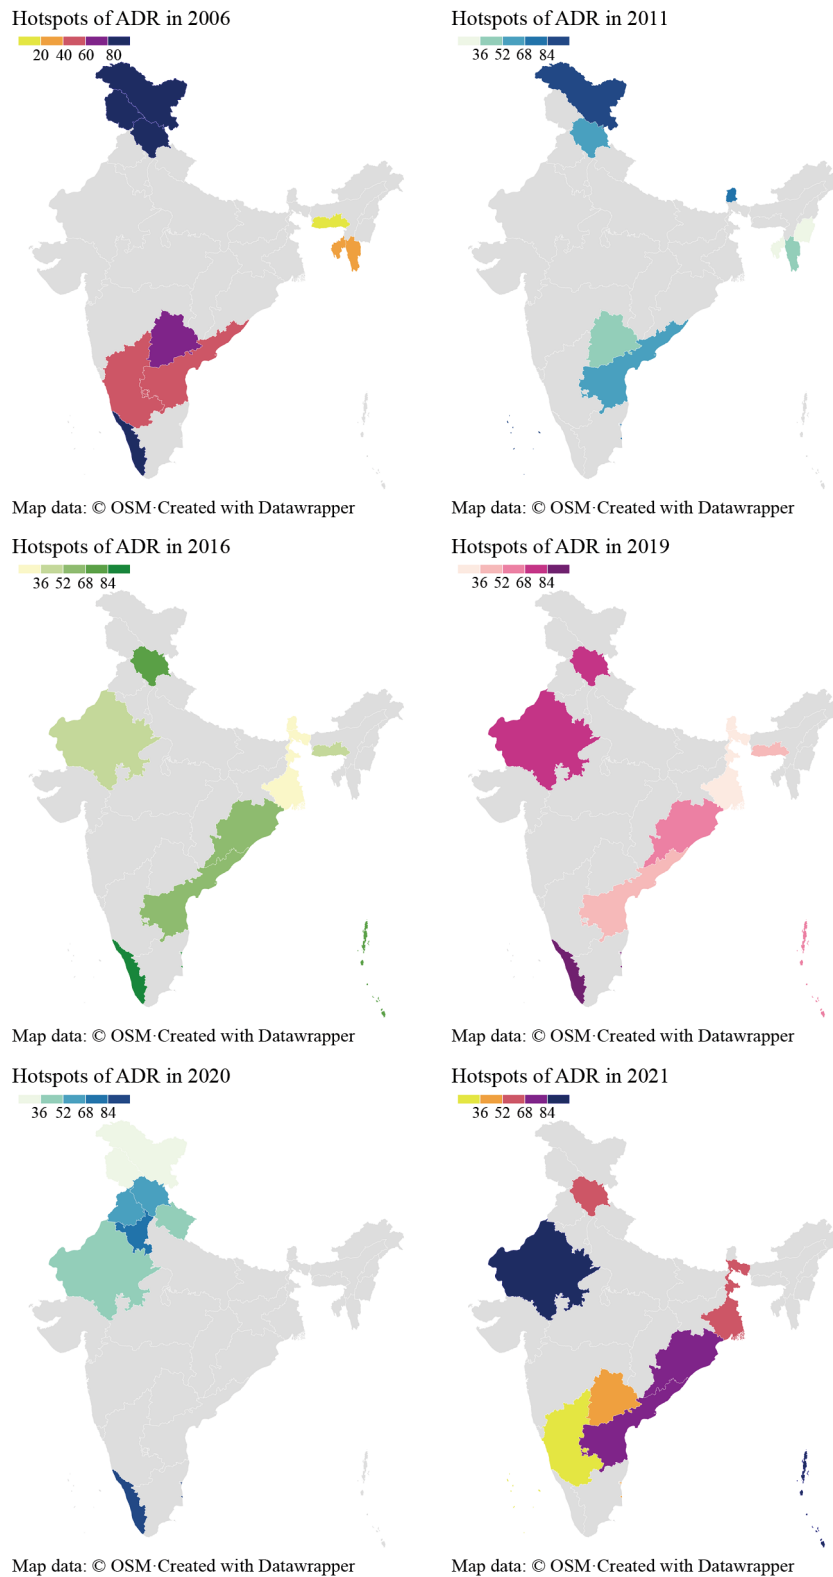 Hotspots of ADR in 2006
20 40 60 80
Map data: © OSM·Created with Datawrapper
Hotspots of ADR in 2011
36 52 68 84
Map data: © OSM·Created with Datawrapper
Hotspots of ADR in 2016
36 52 68 84
Map data: © OSM·Created with Datawrapper
Hotspots of ADR in 2019
36 52 68 84
Map data: © OSM·Created with Datawrapper
Hotspots of ADR in 2020
36 52 68 84
Map data: © OSM·Created with Datawrapper
Hotspots of ADR in 2021
36 52 68 84
Map data: © OSM·Created with Datawrapper